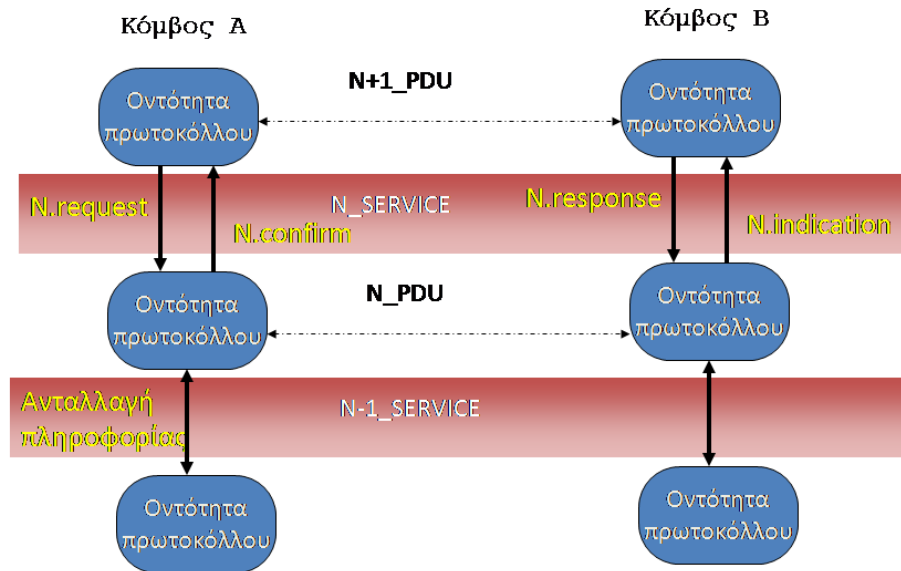 Κόμβος Α
Κόμβος Β
N+1_PDU
Οντότητα
πρωτοκόλλου
Οντότητα
πρωτοκόλλου
N.request
N_SERVICE
N.response
N.confirm
N.indication
N_PDU
Οντότητα
πρωτοκόλλου
Οντότητα
πρωτοκόλλου
Ανταλλαγή
πληροφορίας
N-1_SERVICE
Οντότητα
πρωτοκόλλου
Οντότητα
πρωτοκόλλου